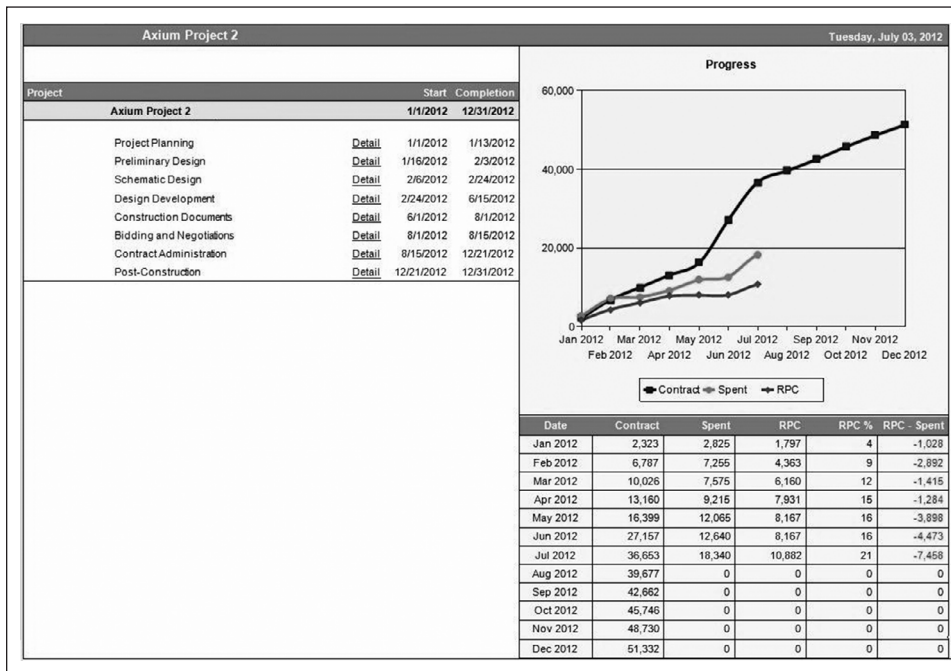 Axium Project 2 Tuesday, July 03, 2012
Project Start Completion
Axium Project 2 1/1/2012 12/31/2012
Project Planning Detail 1/1/2012 1/13/2012
Preliminary Design Detail 1/16/2012 2/3/2012
Schematic Design Detail 2/6/2012 2/24/2012
Design Development Detail 2/24/2012 6/15/2012
Construction Documents Detail 6/1/2012 8/1/2012
Bidding and Negotiations Detail 8/1/2012 8/15/2012
Contract Administration Detail 8/15/2012 12/21/2012
Post-Construction Detail 12/21/2012 12/31/2012
Progress
60,000
40,000
20,000
0
Jan 2012 Mar 2012 May 2012 Jul 2012 Sep 2012 Nov 2012
Feb 2012 Apr 2012 Jun 2012 Aug 2012 Oct 2012 Dec 2012
Contract Spent RPC
Date Contract Spent RPC RPC % RPC - Spent
Jan 2012 2,323 2,825 1,797 4 -1,028
Feb 2012 6,787 7,255 4,363 9 -2,892
Mar 2012 10,026 7,575 6,160 12 -1,415
Apr 2012 13,160 9,215 7,931 15 -1,284
May 2012 16,399 12,065 8,167 16 -3,898
Jun 2012 27,157 12,640 8,167 16 -4,473
Jul 2012 36,653 18,340 10,882 21 -7,458
Aug 2012 39,677 0 0 0 0
Sep 2012 42,662 0 0 0 0
Oct 2012 45,746 0 0 0 0
Nov 2012 48,730 0 0 0 0
Dec 2012 51,332 0 0 0 0